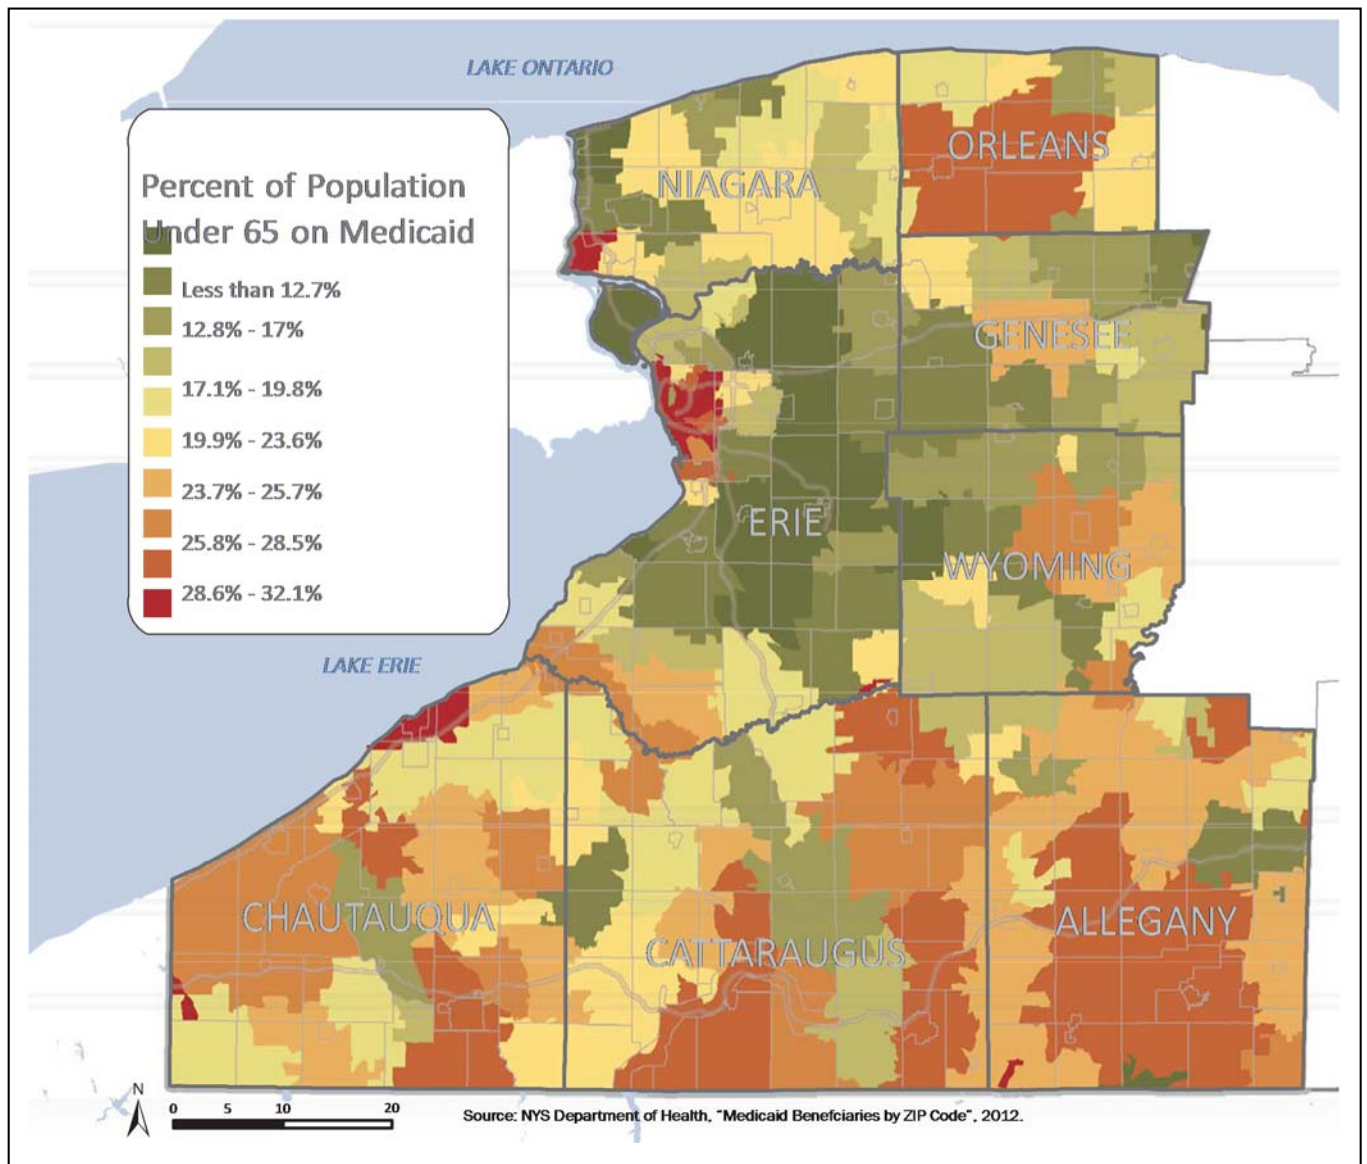 LAKE ONTARIO
Percent of Population
Under 65 on Medicaid
Less than 12.7%
12.8% - 17%
17.1% - 19.8%
19.9% - 23.6%
23.7% - 25.7%
25.8% - 28.5%
28.6% - 32.1%
NIAGARA
ORLEANS
GENESEE
ERIE
WYOMING
LAKE ERIE
CHAUTAUQUA
CATTARAUGUS
ALLEGANY
N
0 5 10 20
Source: NYS Department of Health, "Medicaid Benefciaries by ZIP Code", 2012.